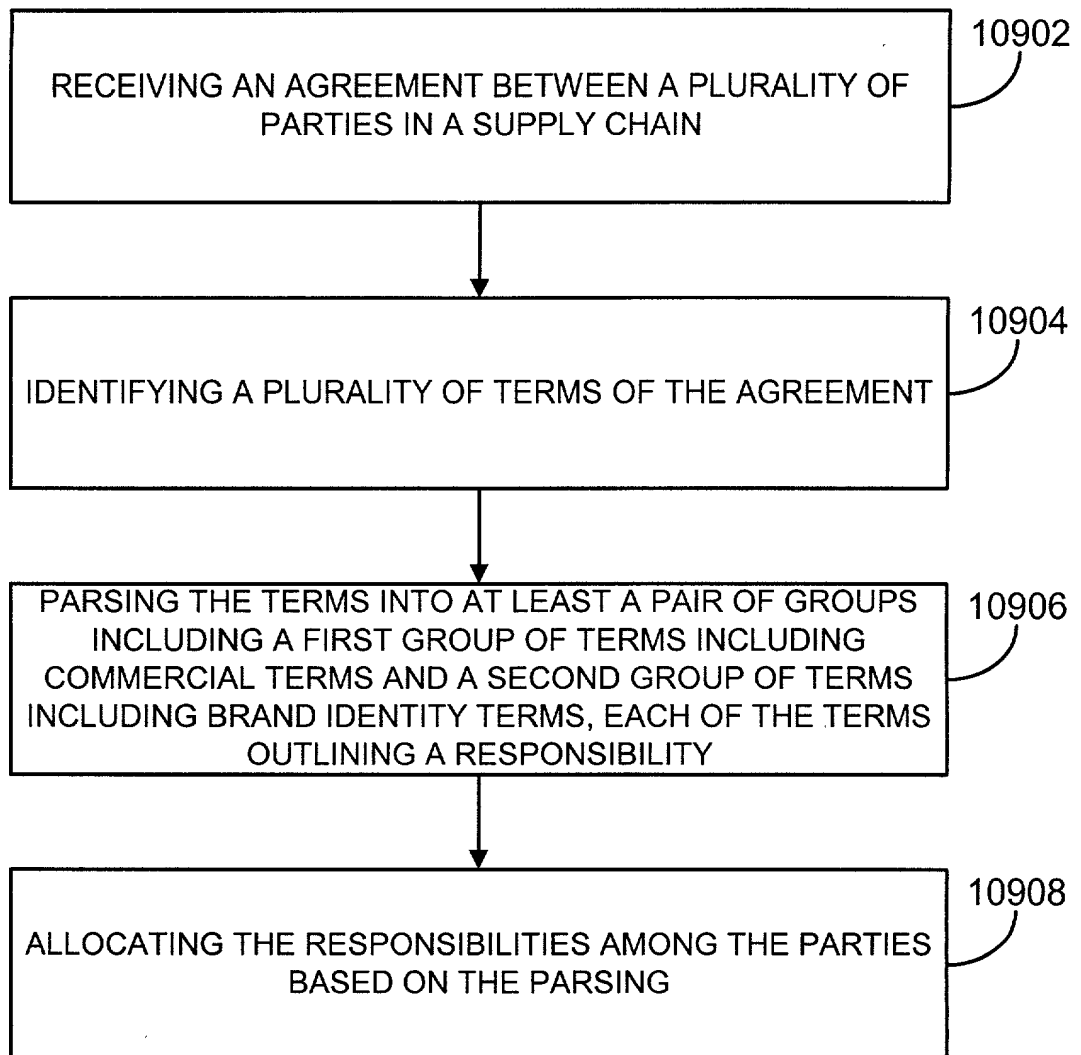 10902
RECEIVING AN AGREEMENT BETWEEN A PLURALITY OF
PARTIES IN A SUPPLY CHAIN
10904
IDENTIFYING A PLURALITY OF TERMS OF THE AGREEMENT
10906
PARSING THE TERMS INTO AT LEAST A PAIR OF GROUPS
INCLUDING A FIRST GROUP OF TERMS INCLUDING
COMMERCIAL TERMS AND A SECOND GROUP OF TERMS
INCLUDING BRAND IDENTITY TERMS, EACH OF THE TERMS
OUTLINING A RESPONSIBILITY
10908
ALLOCATING THE RESPONSIBILITIES AMONG THE PARTIES
BASED ON THE PARSING